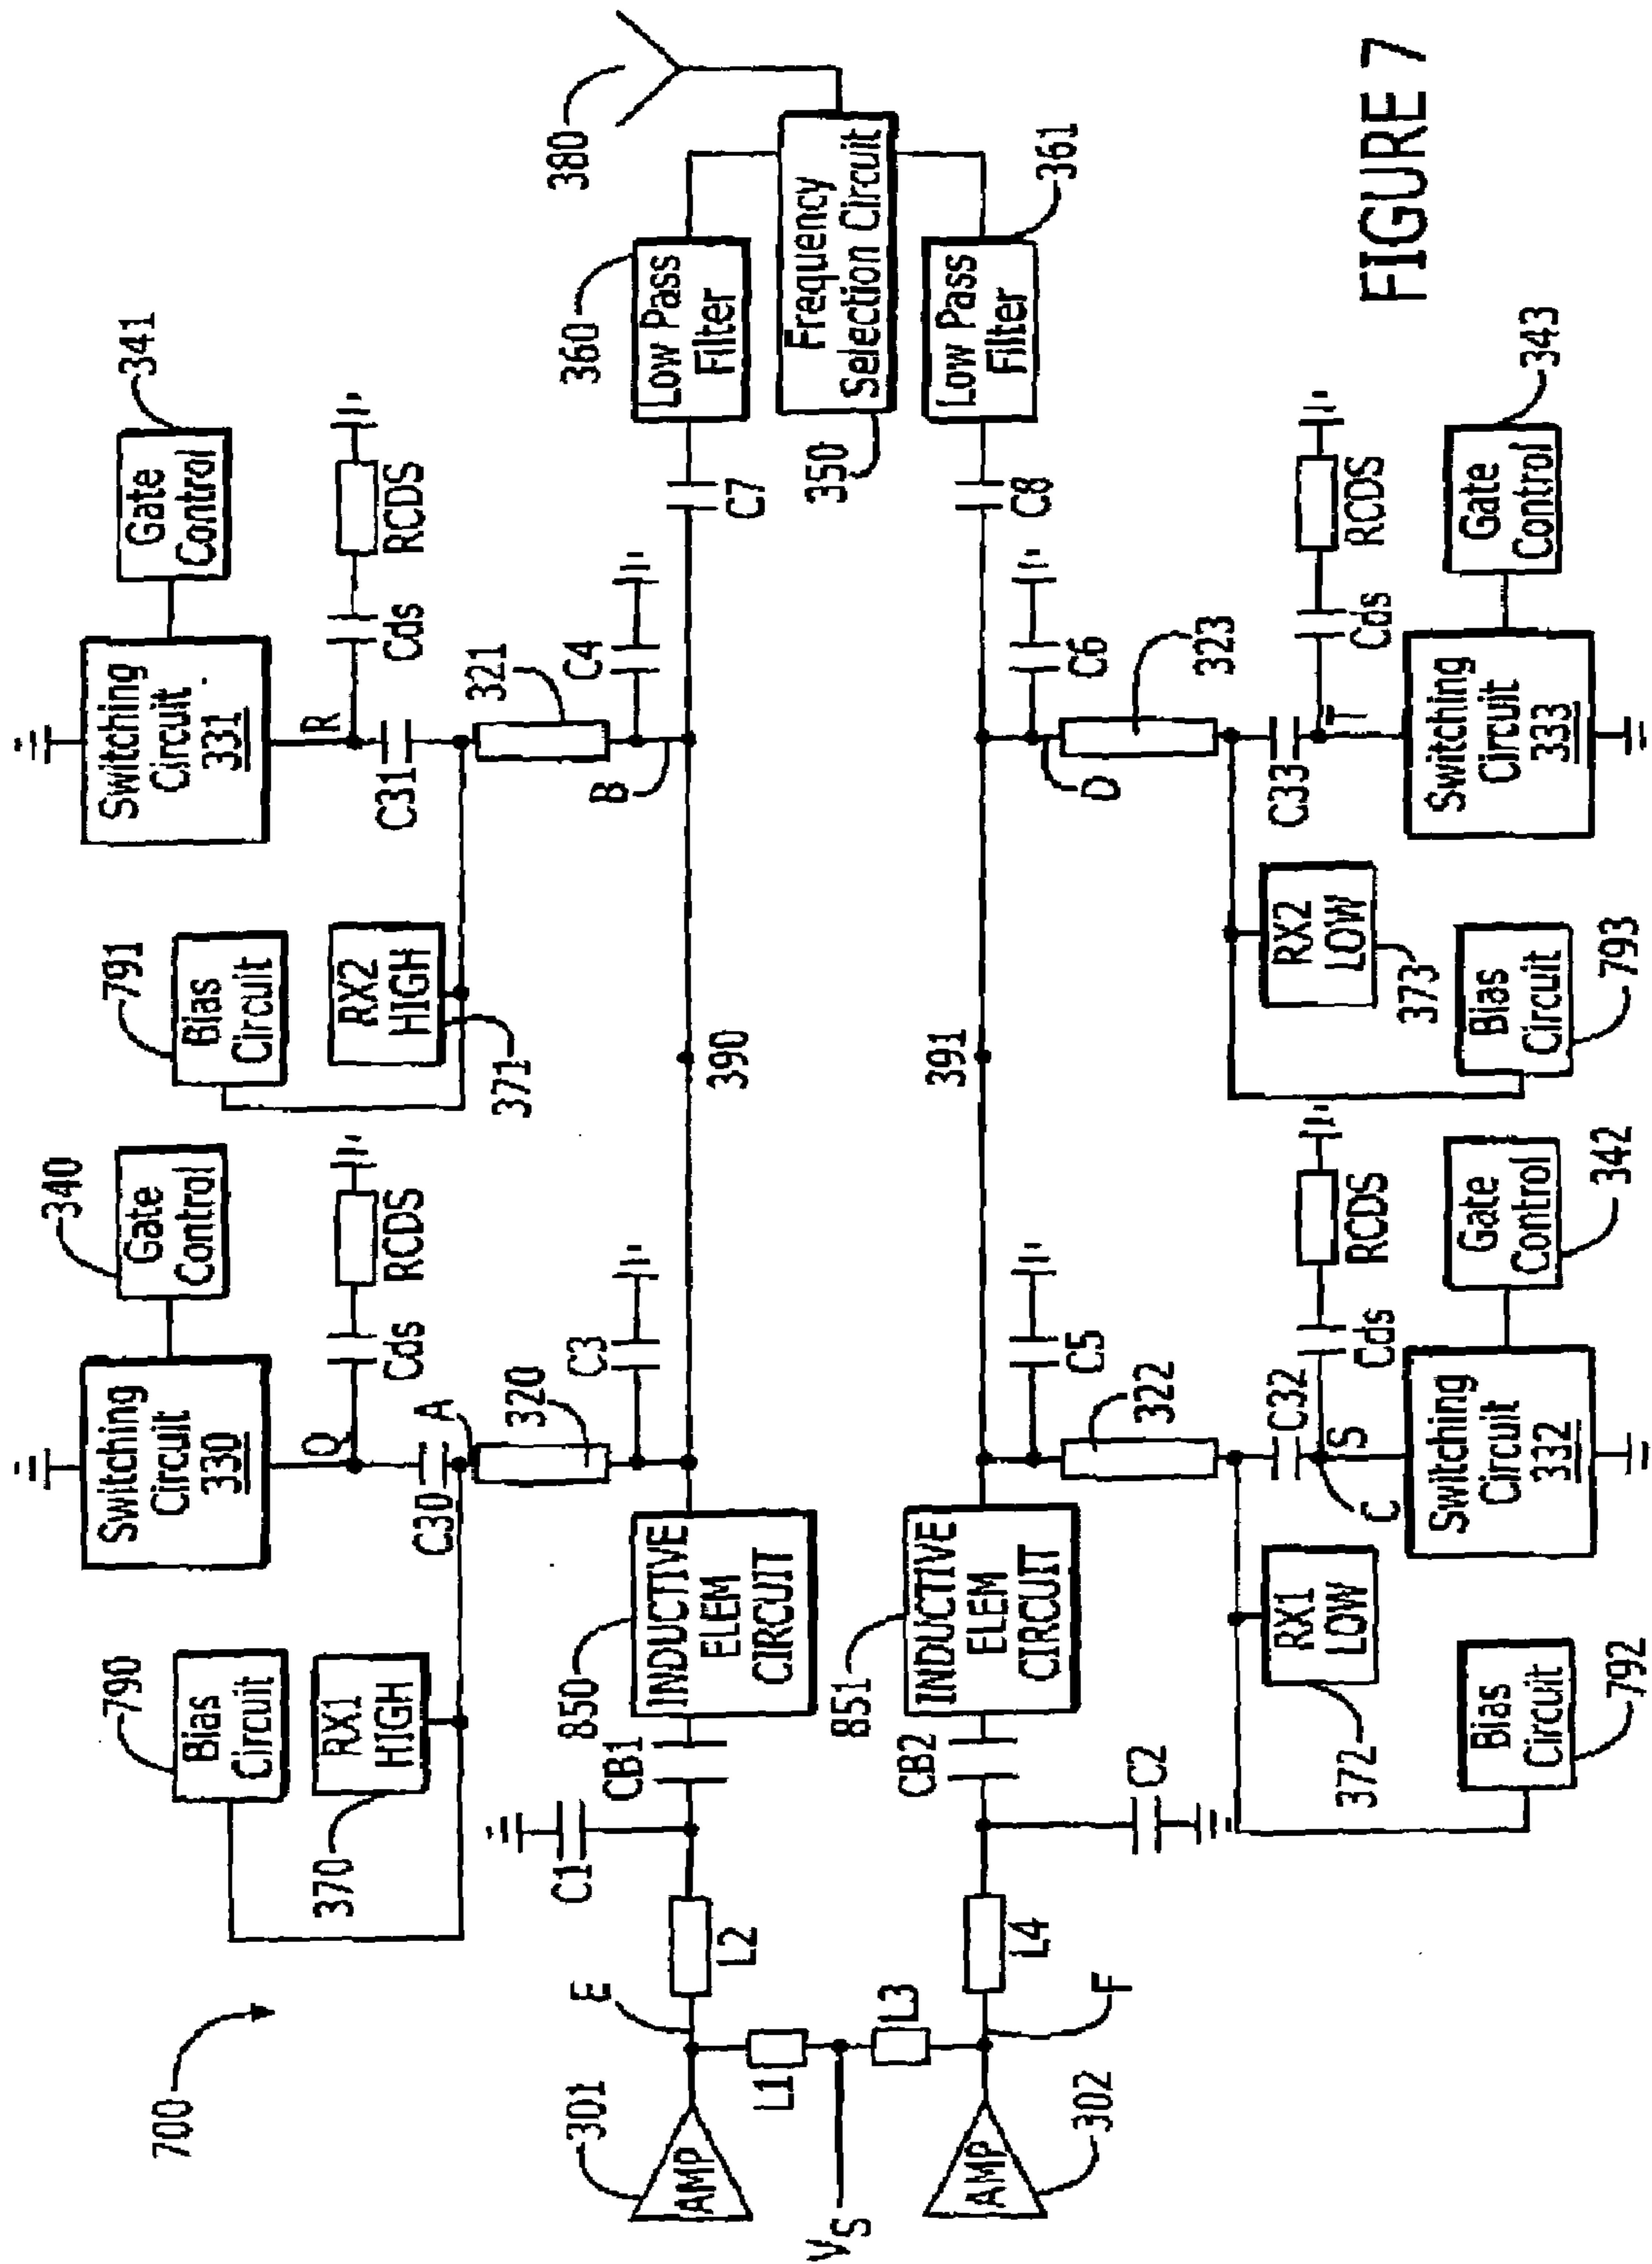 700
340
341
790
791
Switching
Circuit
330
Gate
Control
Switching
Circuit
331
Gate
Control
Bias
Circuit
RX1
HIGH
370
Q
Cds
RCDS
C30
A
320
C3
Bias
Circuit
RX2
HIGH
371
R
Cds
RCDS
C31
321
C4
B
380
360
C1
CB1
850
INDUCTIVE
ELEM
CIRCUIT
390
C7
Low Pass
Filter
301
AMP
E
L2
L1
VS
L3
350
Frequency
Selection Circuit
302
AMP
F
L4
C2
CB2
851
INDUCTIVE
ELEM
CIRCUIT
391
C8
Low Pass
Filter
361
C5
322
C32
C
S
Cds
RCDS
C6
D
323
C33
T
Cds
RCDS
RX1
LOW
372
Bias
Circuit
792
Switching
Circuit
332
Gate
Control
342
RX2
LOW
373
Bias
Circuit
793
Switching
Circuit
333
Gate
Control
343
FIGURE 7